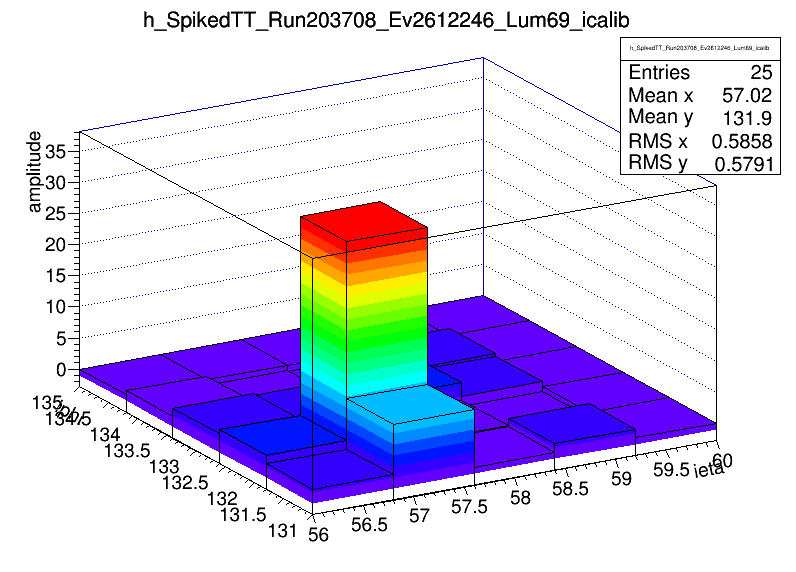 h_SpikedTT_Run203708_Ev2612246_Lum69_icalib
h_SpikedTT_Run203708_Ev2612246_Lum69_icalib
Entries 25
Mean x 57.02
Mean y 131.9
RMS x 0.5858
RMS y 0.5791
amplitude
35
30
25
20
15
10
5
0
135
134.5
134
133.5
133
132.5
132
131.5
131
56
56.5
57
57.5
58
58.5
59
59.5
60
ieta